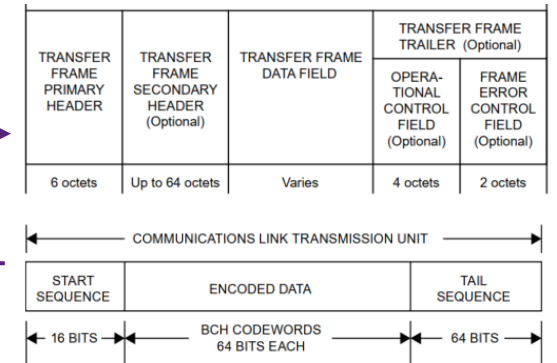 TRANSFER FRAME
TRAILER (Optional)
TRANSFER
FRAME
PRIMARY
HEADER
TRANSFER
FRAME
SECONDARY
HEADER
(Optional)
TRANSFER FRAME
DATA FIELD
OPERA-
TIONAL
CONTROL
FIELD
(Optional)
FRAME
ERROR
CONTROL
FIELD
(Optional)
6 octets
Up to 64 octets
Varies
4 octets
2 octets
COMMUNICATIONS LINK TRANSMISSION UNIT
START
SEQUENCE
ENCODED DATA
TAIL
SEQUENCE
16 BITS
BCH CODEWORDS
64 BITS EACH
64 BITS